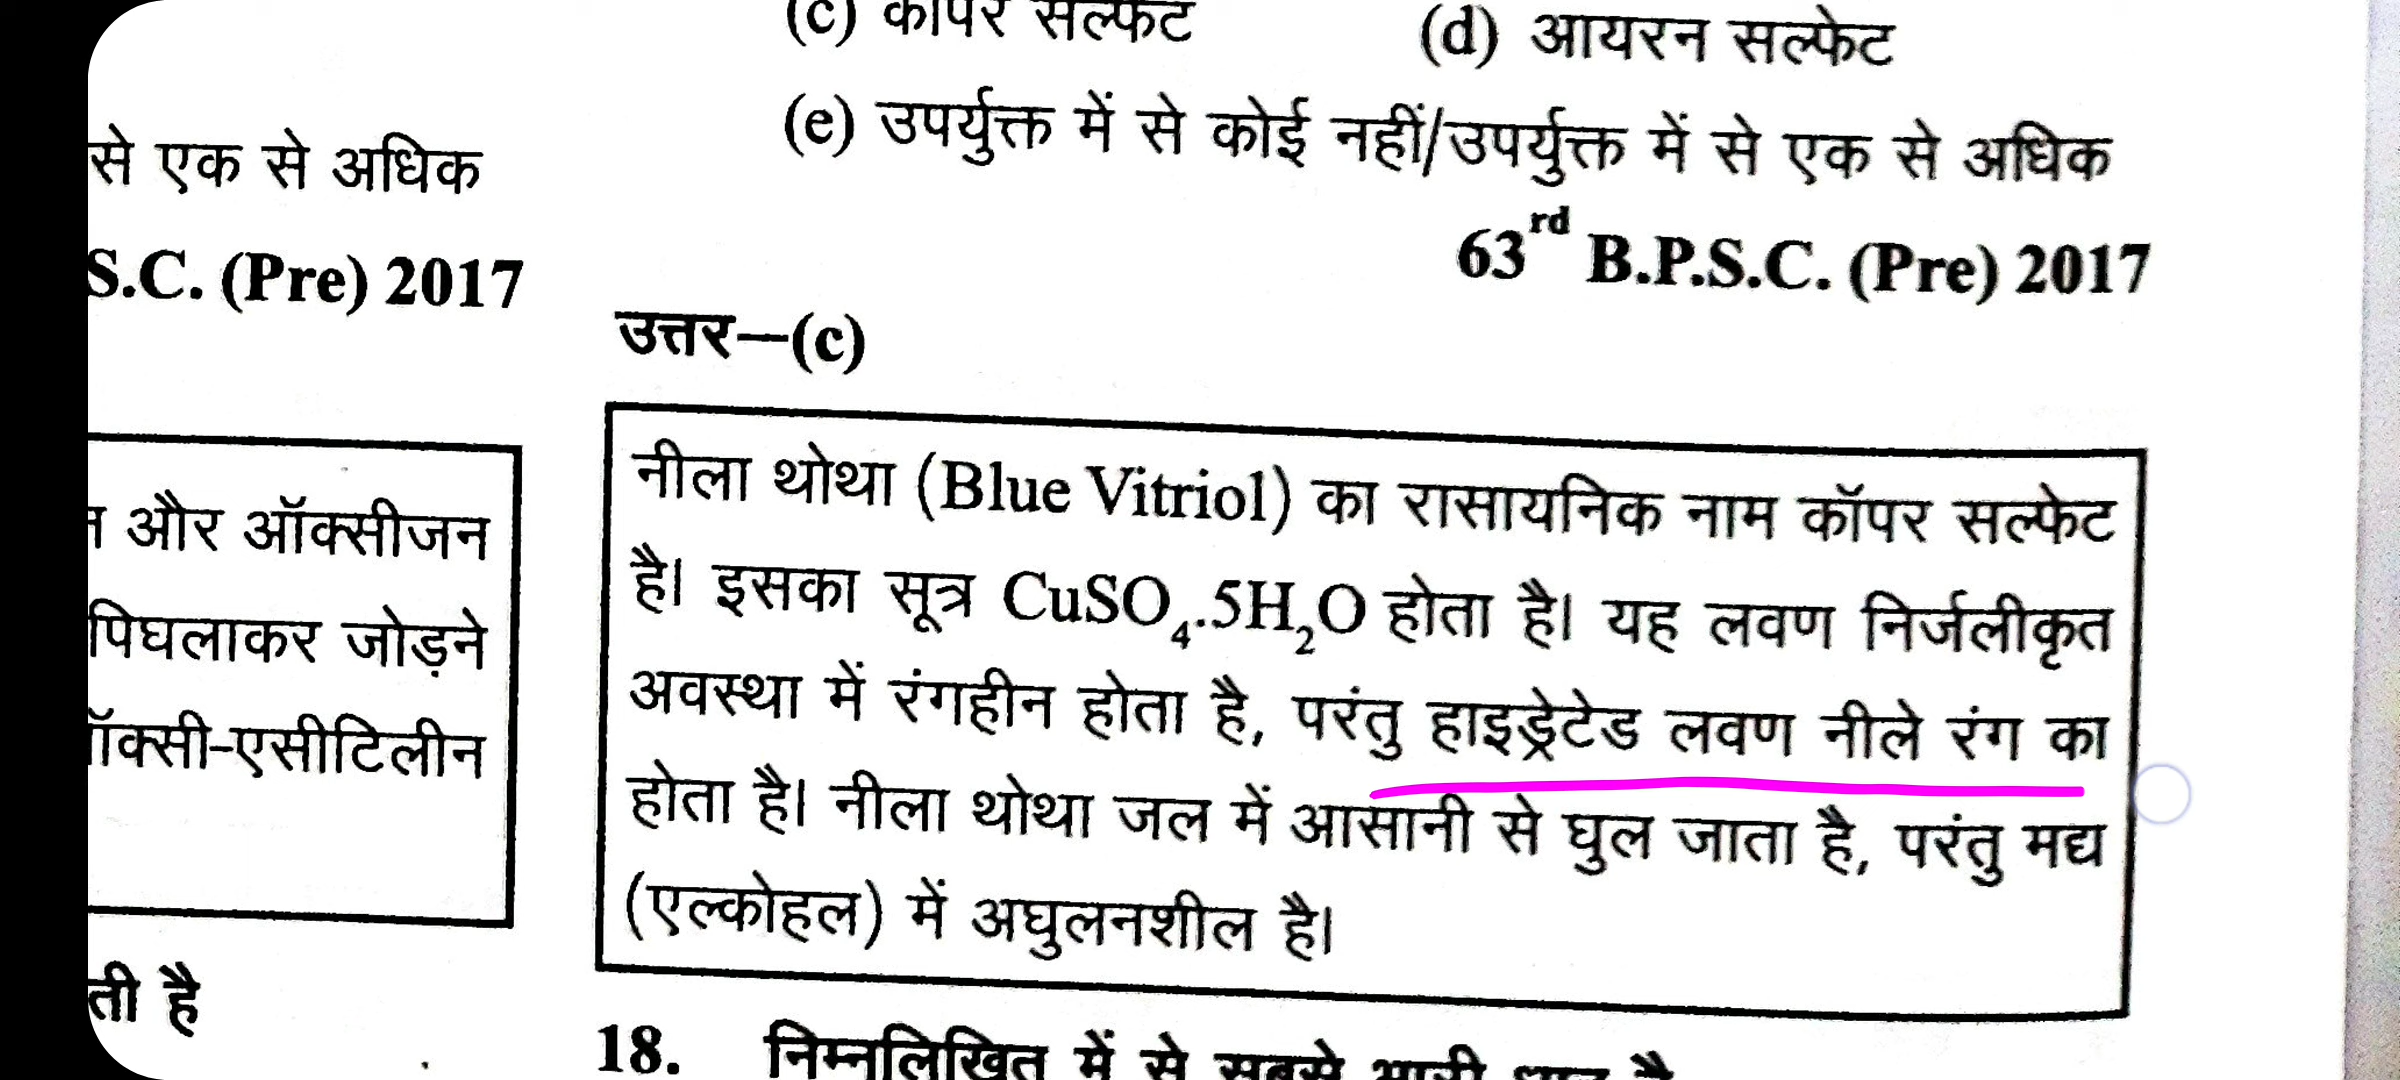 से एक से अधिक
S.C. (Pre) 2017
और ऑक्सीजन
पिघलाकर जोड़ने
ऑक्सी-एसीटिलीन
ती है
(c) कॉपर सल्फेट (d) आयरन सल्फेट
(e) उपर्युक्त में से कोई नहीं/उपर्युक्त में से एक से अधिक
63rd B.P.S.C. (Pre) 2017
उत्तर—(c)
नीला थोथा (Blue Vitriol) का रासायनिक नाम कॉपर सल्फेट
है। इसका सूत्र CuSO₄.5H₂O होता है। यह लवण निर्जलीकृत
अवस्था में रंगहीन होता है, परंतु हाइड्रेटेड लवण नीले रंग का
होता है। नीला थोथा जल में आसानी से घुल जाता है, परंतु मद्य
(एल्कोहल) में अघुलनशील है।
18. निम्नलिखित में से सबसे भारी धातु है